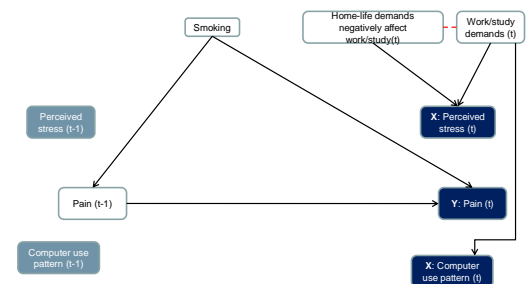 Home-life demands
negatively affect
work/study(t)
Work/study
demands (t)
Smoking
Perceived
stress (t-1)
X: Perceived
stress (t)
Pain (t-1)
Y: Pain (t)
Computer use
pattern (t-1)
X: Computer
use pattern (t)